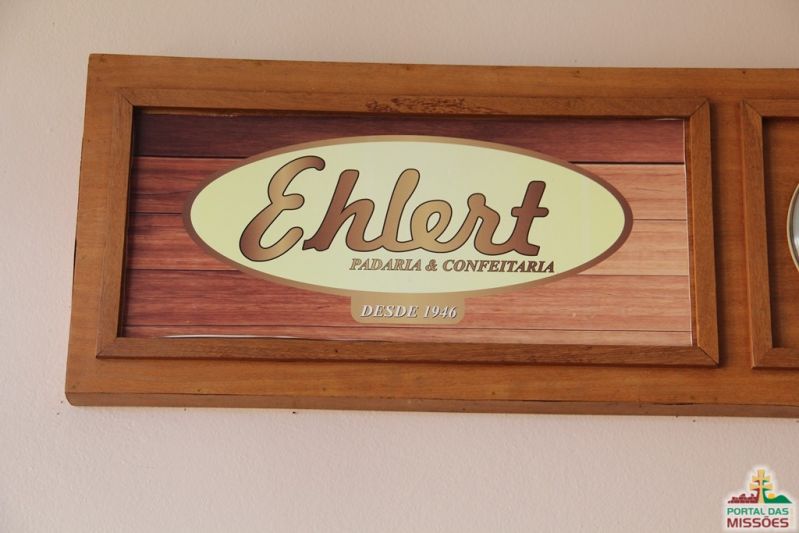 Ehlert
PADARIA & CONFEITARIA
DESDE 1946
PORTAL DAS
MISSÕES